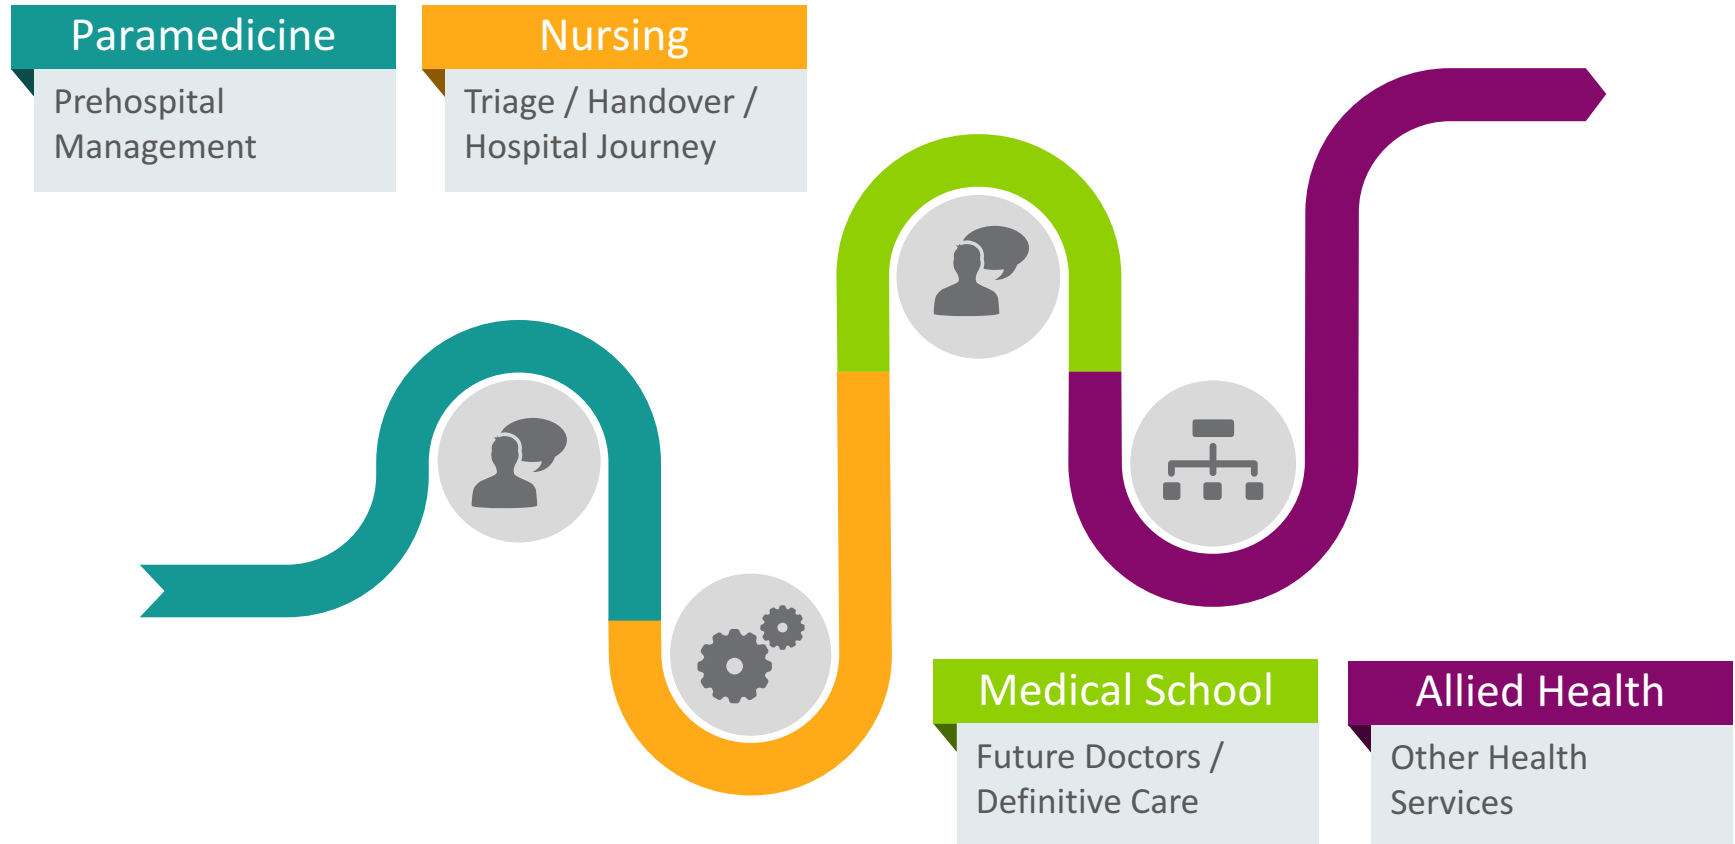 Paramedicine
Prehospital
Management
Nursing
Triage / Handover /
Hospital Journey
Medical School
Future Doctors /
Definitive Care
Allied Health
Other Health
Services